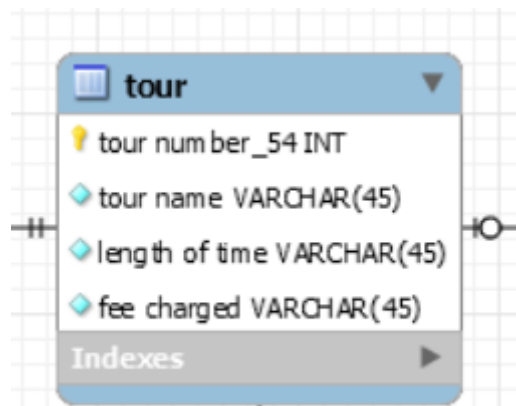 tour
tour number_54 INT
tour name VARCHAR(45)
length of time VARCHAR(45)
fee charged VARCHAR(45)
Indexes